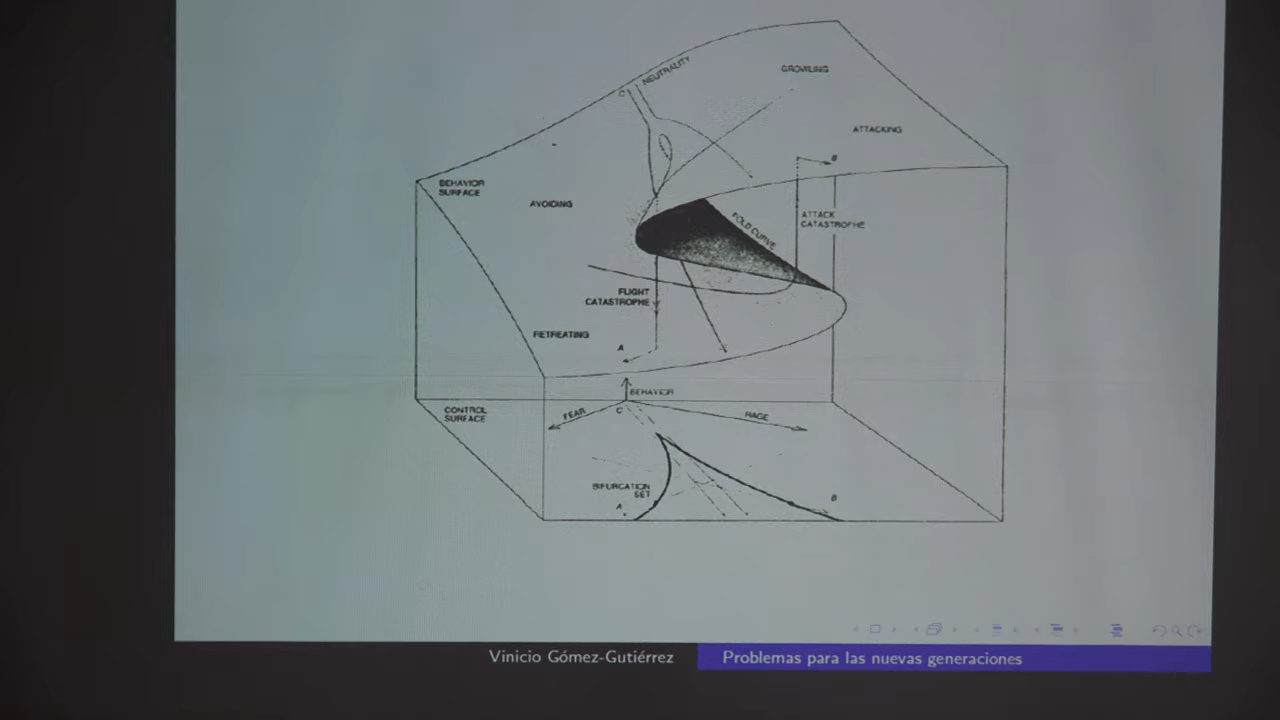 NEUTRALITY
C'
GROWLING
ATTACKING
B'
BEHAVIOR
SURFACE
AVOIDING
FOLD CURVE
ATTACK
CATASTROPHE
FLIGHT
CATASTROPHE
RETREATING
A'
BEHAVIOR
CONTROL
SURFACE
FEAR
C
RAGE
BIFURCATION
SET
A
B
Vinicio Gómez-Gutiérrez
Problemas para las nuevas generaciones